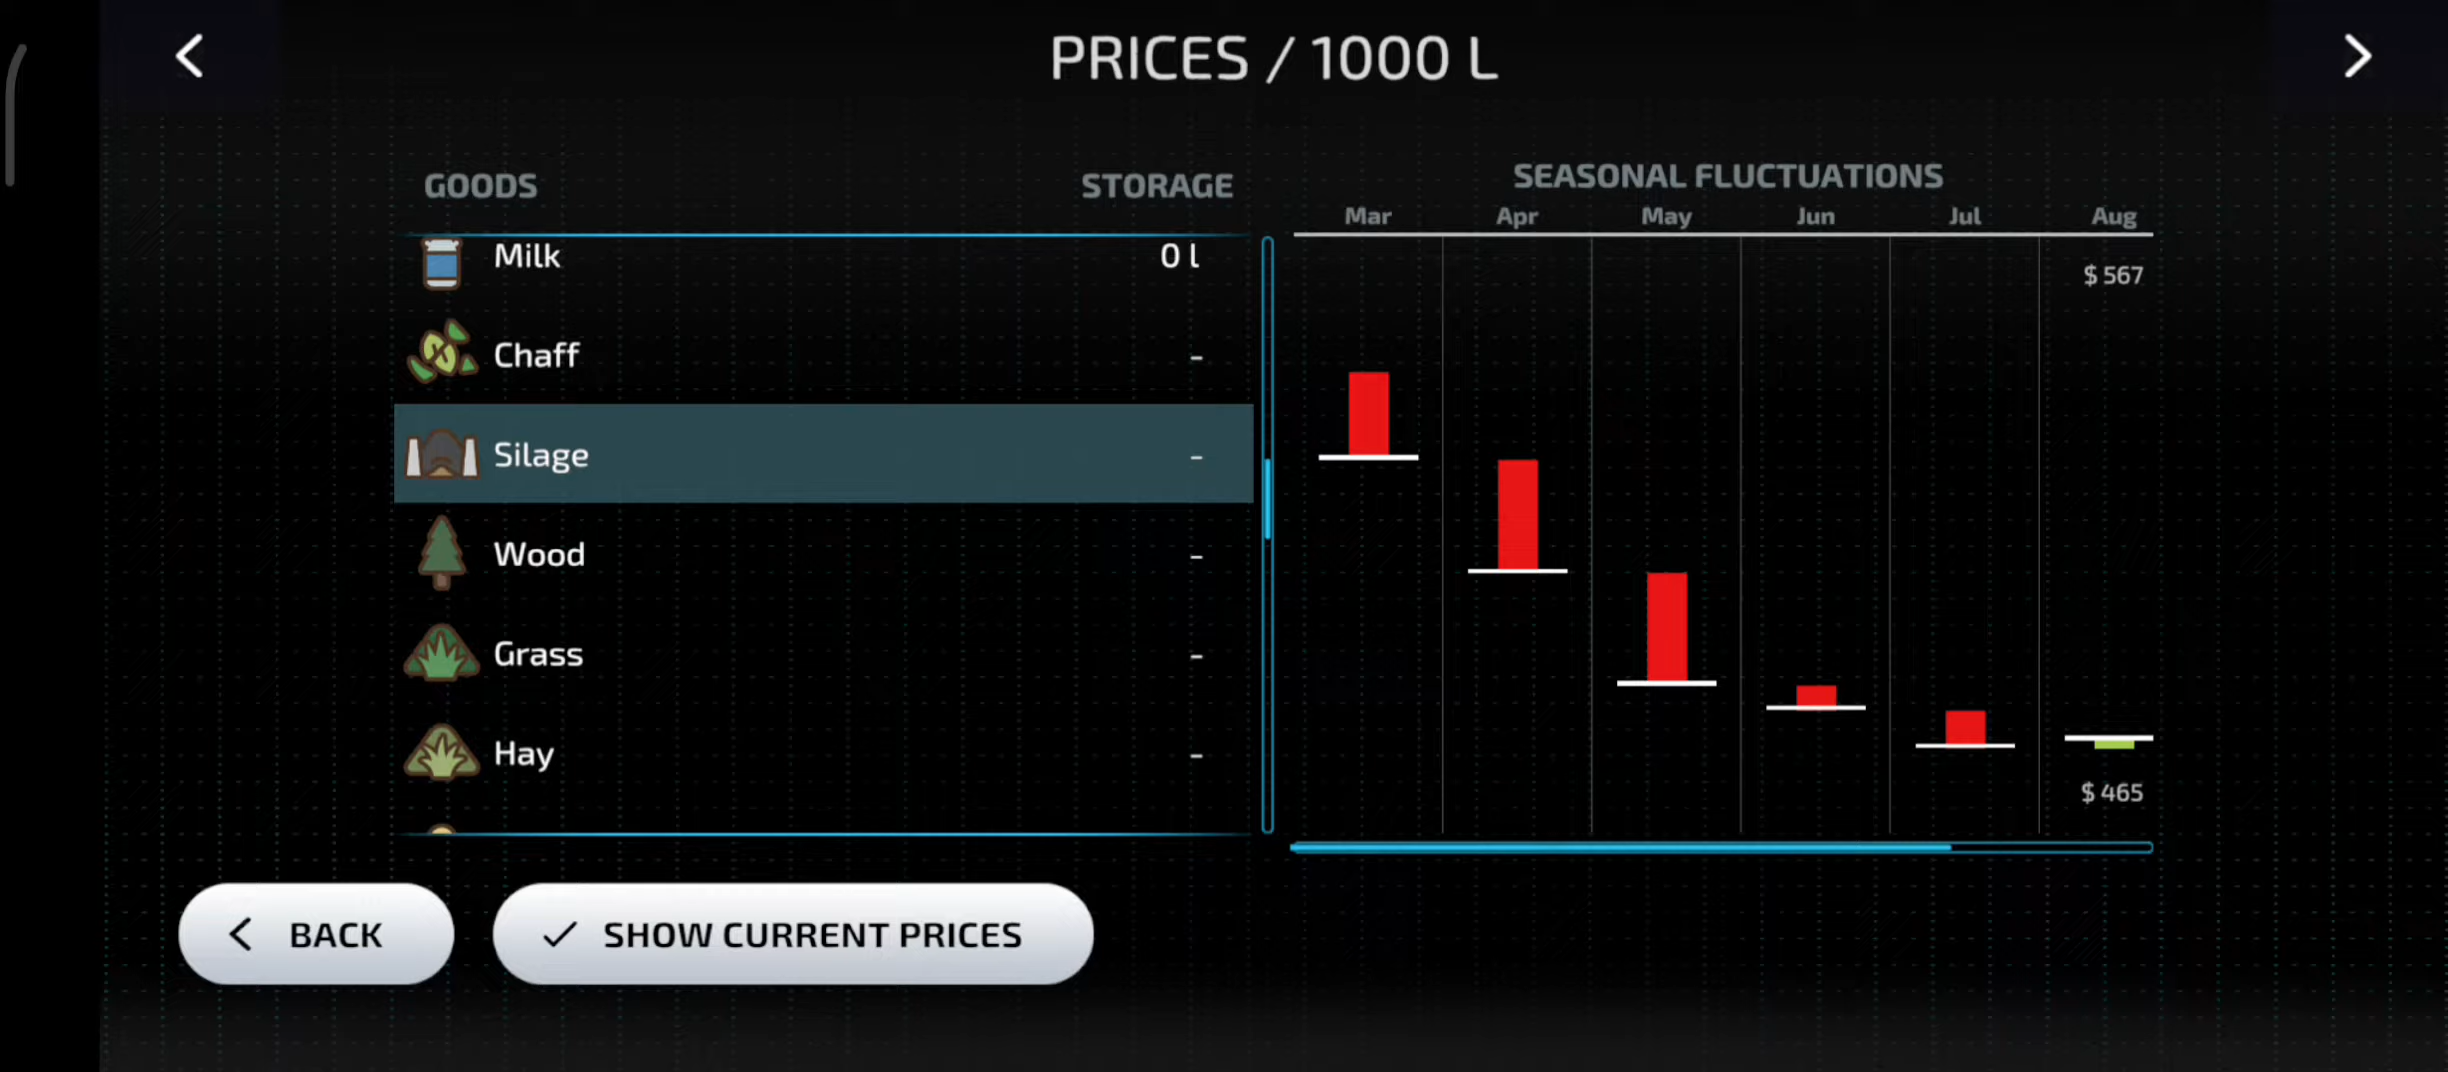 PRICES / 1000 L
GOODS
STORAGE
Milk
0 l
Chaff
-
Silage
-
Wood
-
Grass
-
Hay
-
SEASONAL FLUCTUATIONS
Mar
Apr
May
Jun
Jul
Aug
$ 567
$ 465
BACK
SHOW CURRENT PRICES